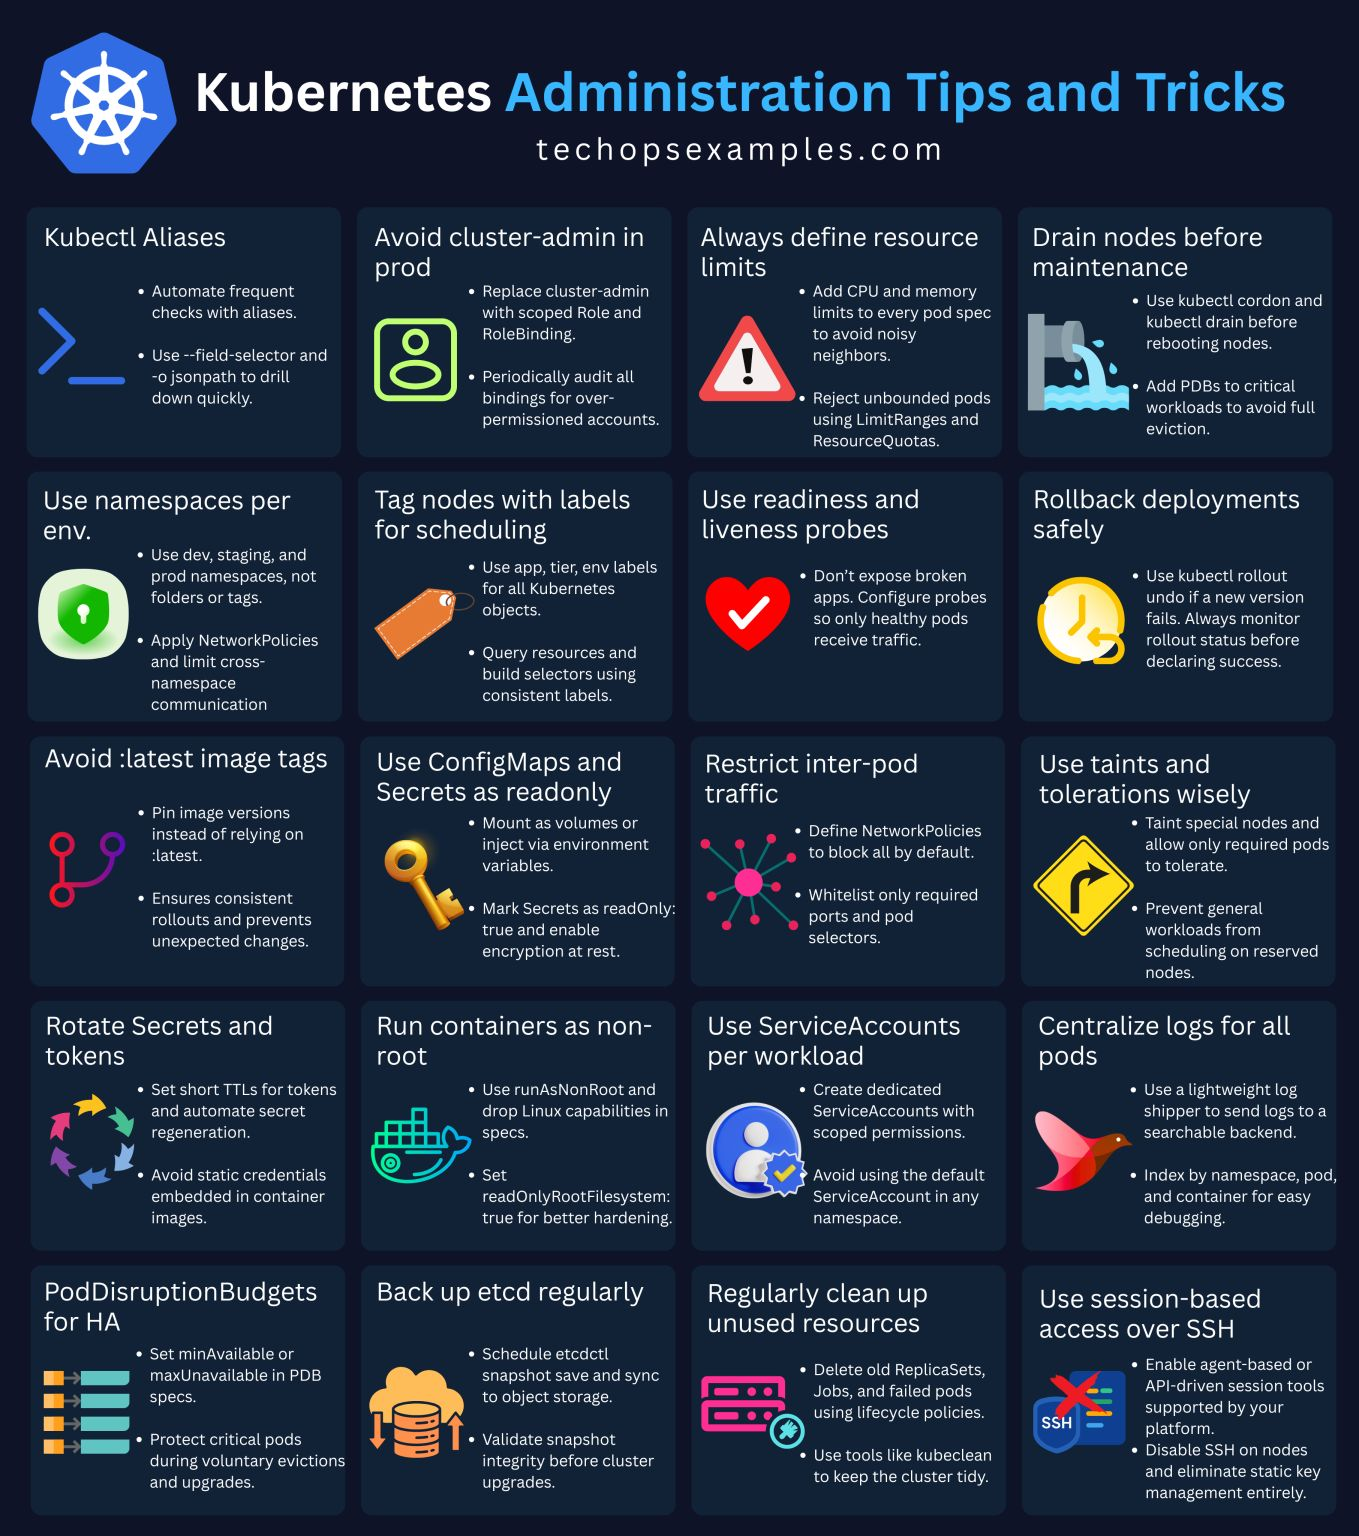 Kubernetes Administration Tips and Tricks
techopsexamples.com
Kubectl Aliases
• Automate frequent
checks with aliases.
• Use --field-selector and
-o jsonpath to drill
down quickly.
Avoid cluster-admin in
prod
• Replace cluster-admin
with scoped Role and
RoleBinding.
• Periodically audit all
bindings for over-
permissioned accounts.
Always define resource
limits
• Add CPU and memory
limits to every pod spec
to avoid noisy
neighbors.
• Reject unbounded pods
using LimitRanges and
ResourceQuotas.
Drain nodes before
maintenance
• Use kubectl cordon and
kubectl drain before
rebooting nodes.
• Add PDBs to critical
workloads to avoid full
eviction.
Use namespaces per
env.
• Use dev, staging, and
prod namespaces, not
folders or tags.
• Apply NetworkPolicies
and limit cross-
namespace
communication
Tag nodes with labels
for scheduling
• Use app, tier, env labels
for all Kubernetes
objects.
• Query resources and
build selectors using
consistent labels.
Use readiness and
liveness probes
• Don’t expose broken
apps. Configure probes
so only healthy pods
receive traffic.
Rollback deployments
safely
• Use kubectl rollout
undo if a new version
fails. Always monitor
rollout status before
declaring success.
Avoid :latest image tags
• Pin image versions
instead of relying on
:latest.
• Ensures consistent
rollouts and prevents
unexpected changes.
Use ConfigMaps and
Secrets as readonly
• Mount as volumes or
inject via environment
variables.
• Mark Secrets as readOnly:
true and enable
encryption at rest.
Restrict inter-pod
traffic
• Define NetworkPolicies
to block all by default.
• Whitelist only required
ports and pod
selectors.
Use taints and
tolerations wisely
• Taint special nodes and
allow only required pods
to tolerate.
• Prevent general
workloads from
scheduling on reserved
nodes.
Rotate Secrets and
tokens
• Set short TTLs for tokens
and automate secret
regeneration.
• Avoid static credentials
embedded in container
images.
Run containers as non-
root
• Use runAsNonRoot and
drop Linux capabilities in
specs.
• Set
readOnlyRootFilesystem:
true for better hardening.
Use ServiceAccounts
per workload
• Create dedicated
ServiceAccounts with
scoped permissions.
• Avoid using the default
ServiceAccount in any
namespace.
Centralize logs for all
pods
• Use a lightweight log
shipper to send logs to a
searchable backend.
• Index by namespace, pod,
and container for easy
debugging.
PodDisruptionBudgets
for HA
• Set minAvailable or
maxUnavailable in PDB
specs.
• Protect critical pods
during voluntary evictions
and upgrades.
Back up etcd regularly
• Schedule etcdctl
snapshot save and sync
to object storage.
• Validate snapshot
integrity before cluster
upgrades.
Regularly clean up
unused resources
• Delete old ReplicaSets,
Jobs, and failed pods
using lifecycle policies.
• Use tools like kubeclean
to keep the cluster tidy.
Use session-based
access over SSH
SSH
• Enable agent-based or
API-driven session tools
supported by your
platform.
• Disable SSH on nodes
and eliminate static key
management entirely.